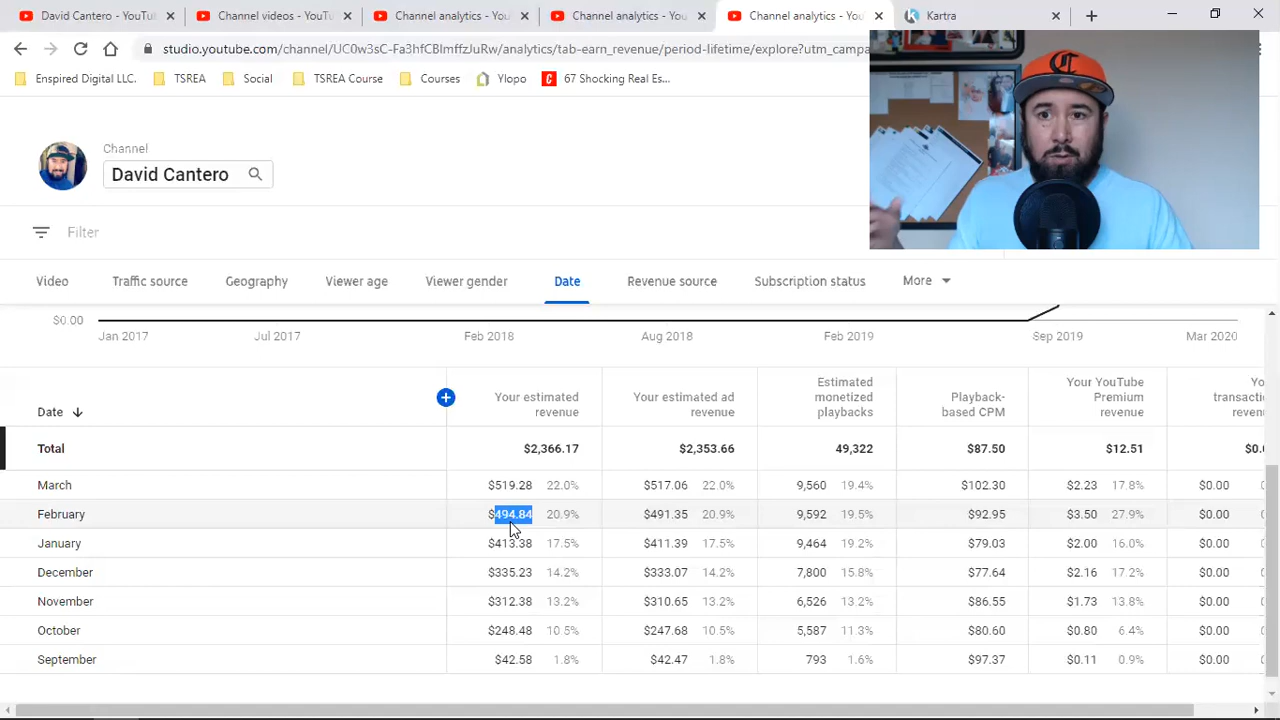 David Cantero - YouT
Channel videos - YouT
Channel analytics - Yo
Channel analytics - Yo
Channel analytics - Yo
Kartra
studio.youtube.com/channel/UC0w3sC-Fa3hfCBlmffzJuRw/analytics/tab-earn_revenue/period-lifetime/explore?utm_campa
Enspired Digital LLC.
TSREA
Social
TSREA Course
Courses
Ylopo
67 Shocking Real Es...
Channel
David Cantero
Filter
Video Traffic source Geography Viewer age Viewer gender Date Revenue source Subscription status More
$0.00
Jan 2017 Jul 2017 Feb 2018 Aug 2018 Feb 2019 Sep 2019 Mar 2020
Date
Your estimated
revenue
Your estimated ad
revenue
Estimated
monetized
playbacks
Playback-
based CPM
Your YouTube
Premium
revenue
Yo
transactic
revenu
Total $2,366.17 $2,353.66 49,322 $87.50 $12.51 $0.
March $519.28 22.0% $517.06 22.0% 9,560 19.4% $102.30 $2.23 17.8% $0.00
February $494.84 20.9% $491.35 20.9% 9,592 19.5% $92.95 $3.50 27.9% $0.00
January $413.38 17.5% $411.39 17.5% 9,464 19.2% $79.03 $2.00 16.0% $0.00
December $335.23 14.2% $333.07 14.2% 7,800 15.8% $77.64 $2.16 17.2% $0.00
November $312.38 13.2% $310.65 13.2% 6,526 13.2% $86.55 $1.73 13.8% $0.00
October $248.48 10.5% $247.68 10.5% 5,587 11.3% $80.60 $0.80 6.4% $0.00
September $42.58 1.8% $42.47 1.8% 793 1.6% $97.37 $0.11 0.9% $0.00